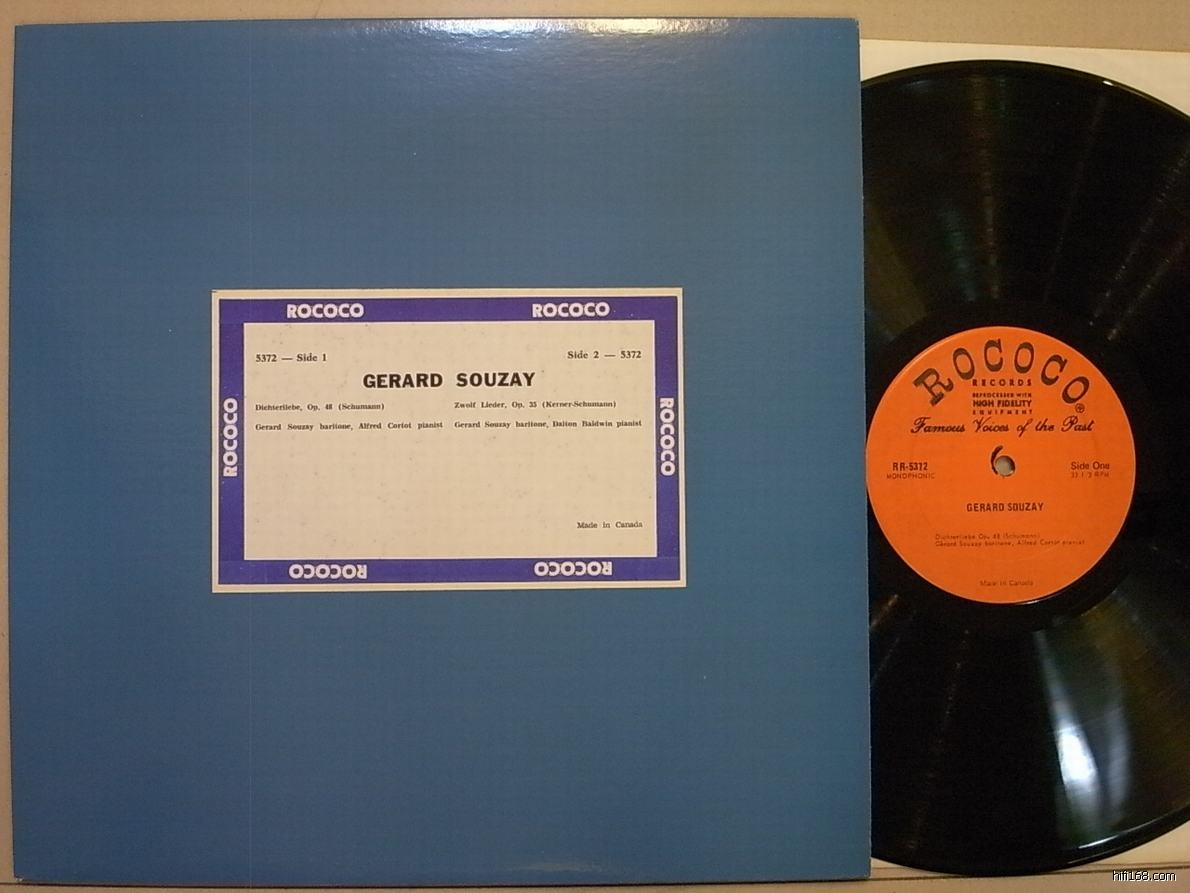 ROCOCO ROCOCO
5372 — Side 1
Side 2 — 5372
GERARD SOUZAY
Dichterliebe, Op. 48 (Schumann)
Gerard Souzay baritone, Alfred Cortot pianist
Zwolf Lieder, Op. 35 (Kerner-Schumann)
Gerard Souzay baritone, Dalton Baldwin pianist
Made in Canada
ROCOCO
ROCOCO
ROCOCO ROCOCO
ROCOCO
RECORDS
REPROCESSED WITH
HIGH FIDELITY
EQUIPMENT
®
Famous Voices of the Past
RR-5372
MONOPHONIC
Side One
33 1/3 RPM
6
GERARD SOUZAY
Dichterliebe Op. 48 (Schumann)
Gerard Souzay baritone, Alfred Cortot pianist
Made in Canada
hifi168.com